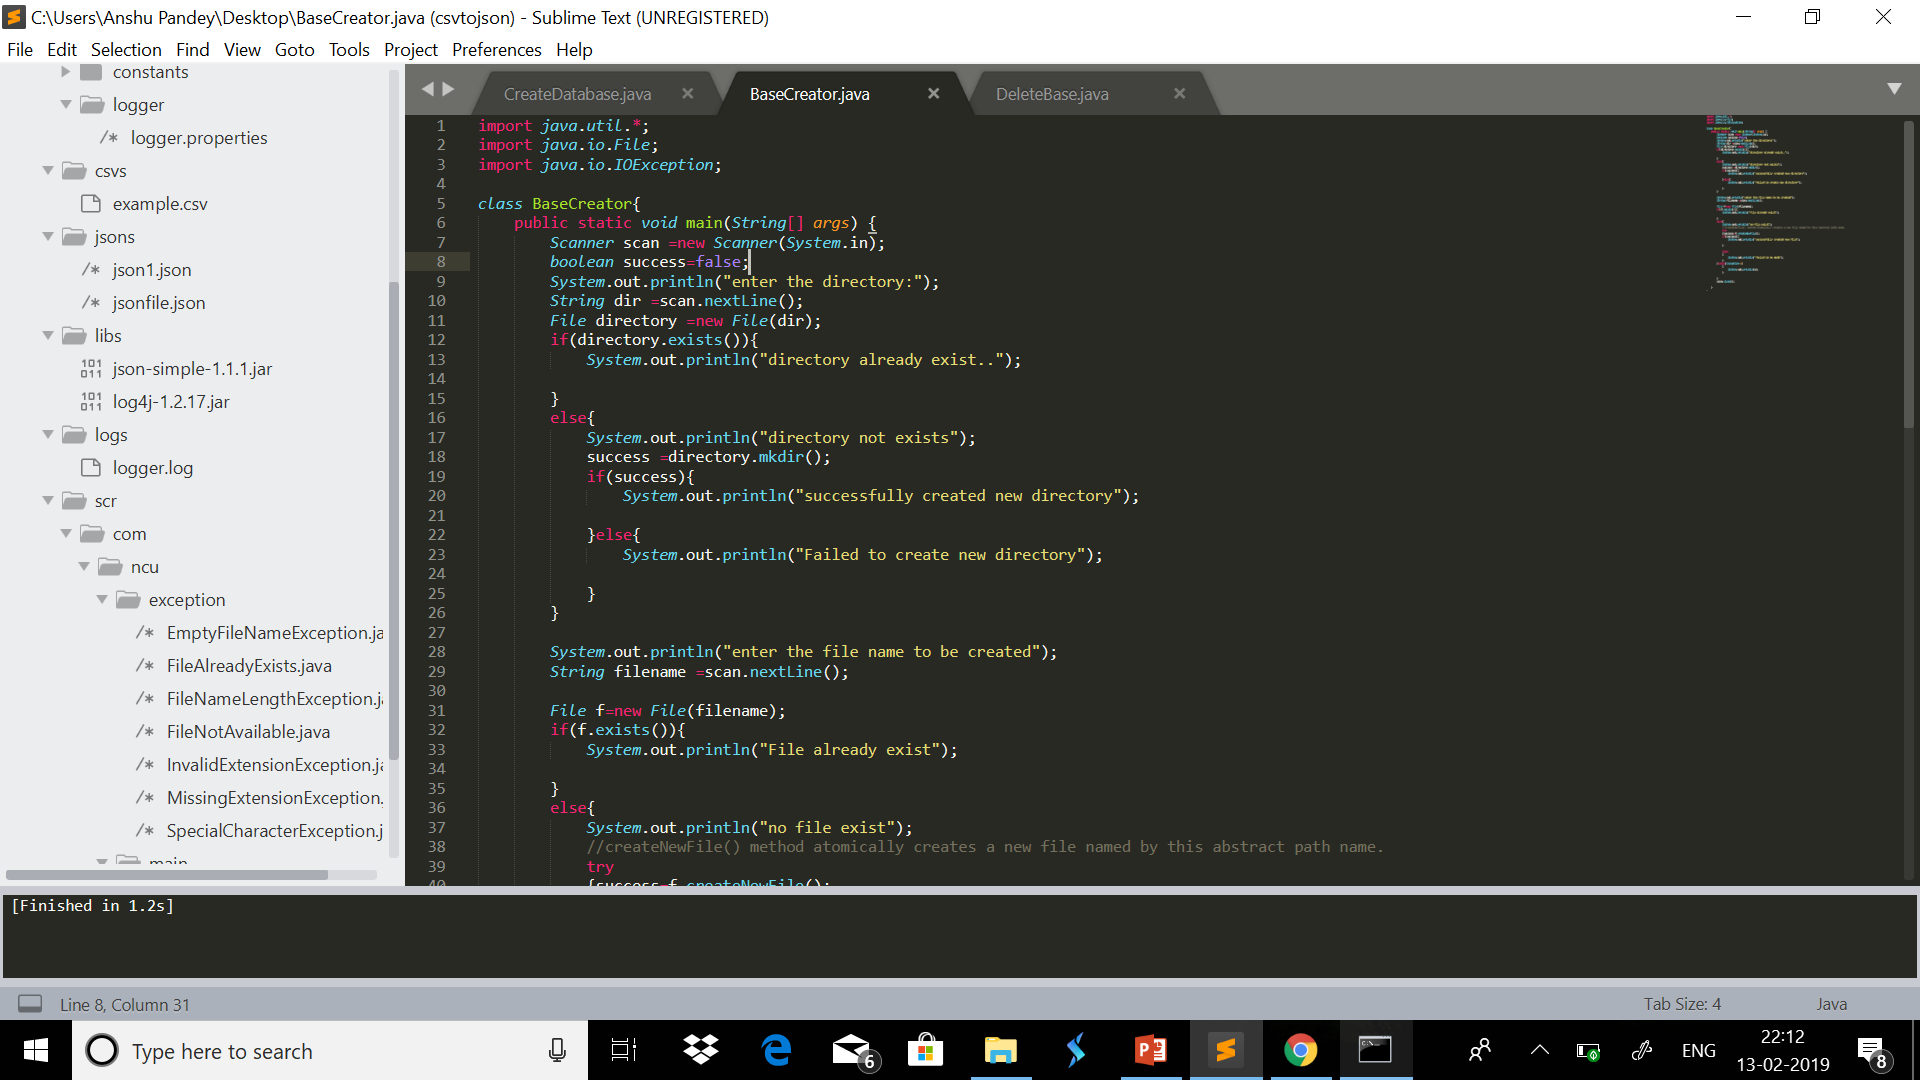 C:\Users\Anshu Pandey\Desktop\BaseCreator.java (csvtojson) - Sublime Text (UNREGISTERED)
File Edit Selection Find View Goto Tools Project Preferences Help
constants
logger
/* logger.properties
csvs
example.csv
jsons
/* json1.json
/* jsonfile.json
libs
json-simple-1.1.1.jar
log4j-1.2.17.jar
logs
logger.log
scr
com
ncu
exception
/* EmptyFileNameException.ja
/* FileAlreadyExists.java
/* FileNameLengthException.j
/* FileNotAvailable.java
/* InvalidExtensionException.ja
/* MissingExtensionException.
/* SpecialCharacterException.j
main
CreateDatabase.java BaseCreator.java DeleteBase.java
1 import java.util.*;
2 import java.io.File;
3 import java.io.IOException;
4
5 class BaseCreator{
6 public static void main(String[] args) {
7 Scanner scan =new Scanner(System.in);
8 boolean success=false;
9 System.out.println("enter the directory:");
10 String dir =scan.nextLine();
11 File directory =new File(dir);
12 if(directory.exists()){
13 System.out.println("directory already exist..");
14
15 }
16 else{
17 System.out.println("directory not exists");
18 success =directory.mkdir();
19 if(success){
20 System.out.println("successfully created new directory");
21
22 }else{
23 System.out.println("Failed to create new directory");
24
25 }
26 }
27
28 System.out.println("enter the file name to be created");
29 String filename =scan.nextLine();
30
31 File f=new File(filename);
32 if(f.exists()){
33 System.out.println("File already exist");
34
35 }
36 else{
37 System.out.println("no file exist");
38 //createNewFile() method atomically creates a new file named by this abstract path name.
39 try
40 {success=f.createNewFile();
[Finished in 1.2s]
Line 8, Column 31
Tab Size: 4
Java
Type here to search
6
ENG
22:12
13-02-2019
8